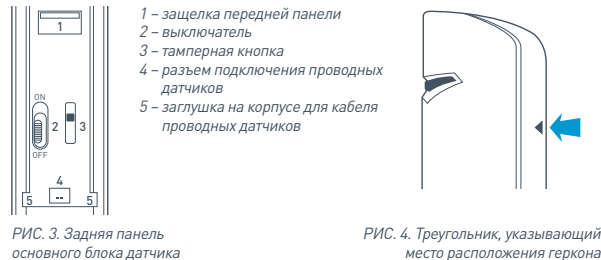 1 – защелка передней панели
2 – выключатель
3 – тамперная кнопка
4 – разъем подключения проводных
датчиков
5 – заглушка на корпусе для кабеля
проводных датчиков
1
ON
2
3
OFF
4
5
5
РИС. 3. Задняя панель
основного блока датчика
РИС. 4. Треугольник, указывающий
место расположения геркона